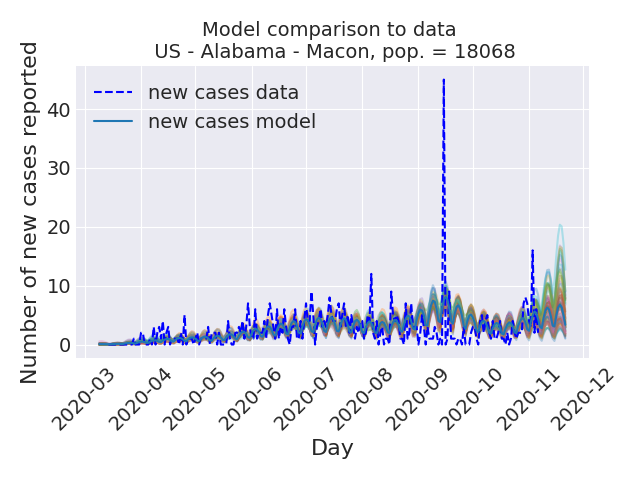 Model comparison to data
US - Alabama - Macon, pop. = 18068
Number of new cases reported
new cases data
new cases model
40
30
20
10
0
2020-03
2020-04
2020-05
2020-06
2020-07
2020-08
2020-09
2020-10
2020-11
2020-12
Day